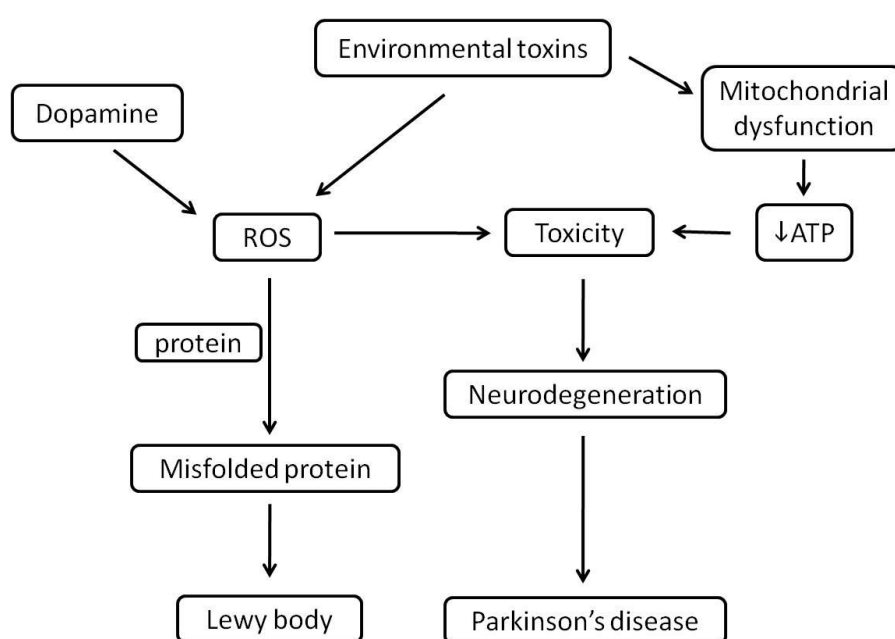 Environmental toxins
Dopamine
Mitochondrial
dysfunction
ROS
Toxicity
↓ATP
protein
Neurodegeneration
Misfolded protein
Lewy body
Parkinson’s disease